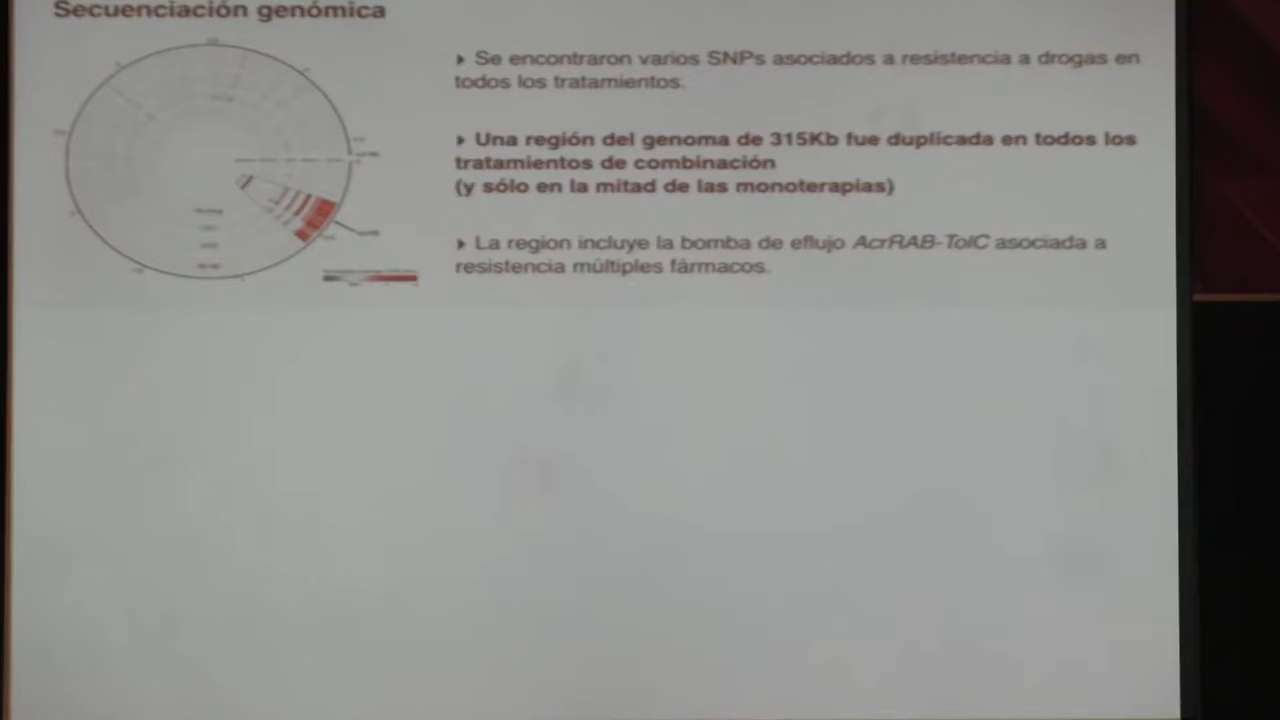 Secuenciación genómica
▸ Se encontraron varios SNPs asociados a resistencia a drogas en
todos los tratamientos.
▸ Una región del genoma de 315Kb fue duplicada en todos los
tratamientos de combinación
(y sólo en la mitad de las monoterapias)
▸ La region incluye la bomba de eflujo AcrRAB-TolC asociada a
resistencia múltiples fármacos.